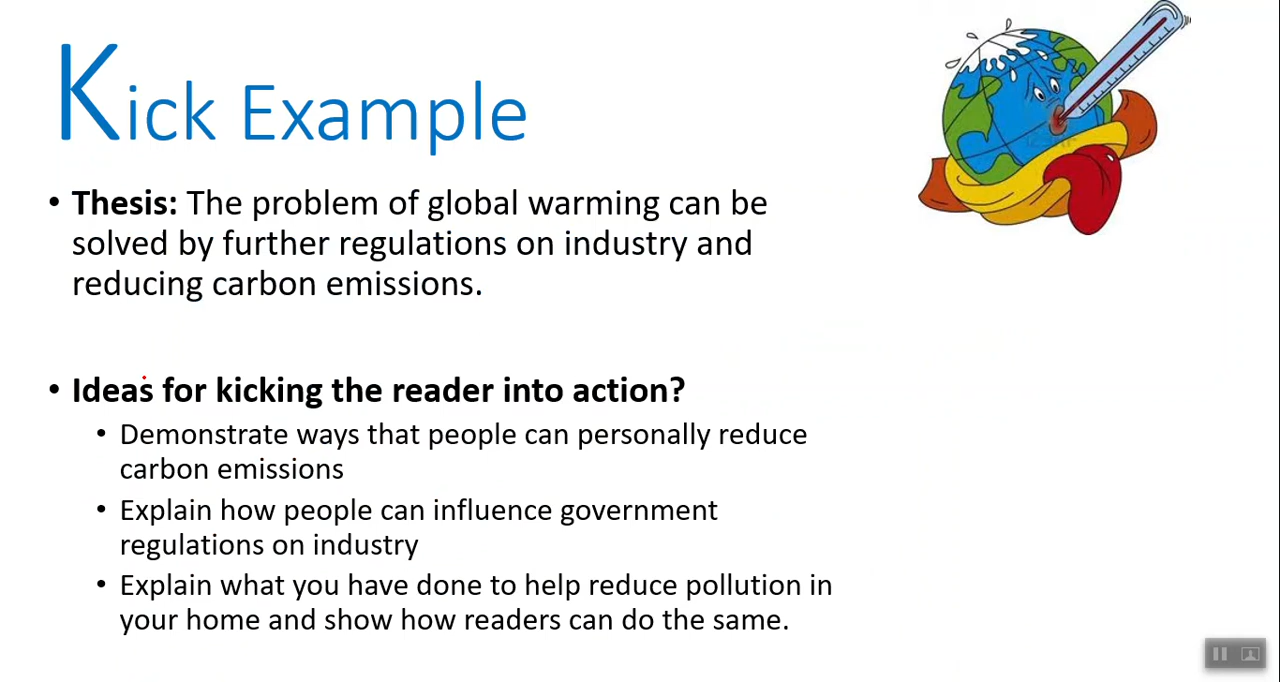 Kick Example
• Thesis: The problem of global warming can be
solved by further regulations on industry and
reducing carbon emissions.
• Ideas for kicking the reader into action?
• Demonstrate ways that people can personally reduce
carbon emissions
• Explain how people can influence government
regulations on industry
• Explain what you have done to help reduce pollution in
your home and show how readers can do the same.